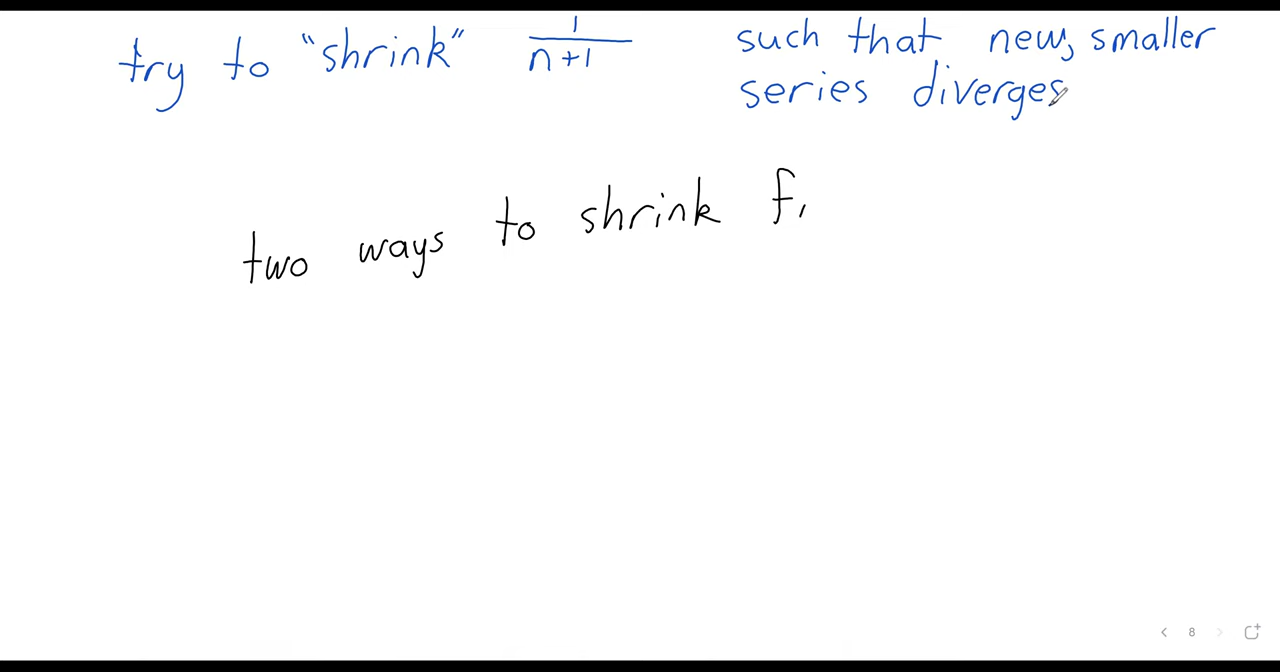 try to "shrink" 1/(n+1) such that new, smaller
series diverges
two ways to shrink f,
8